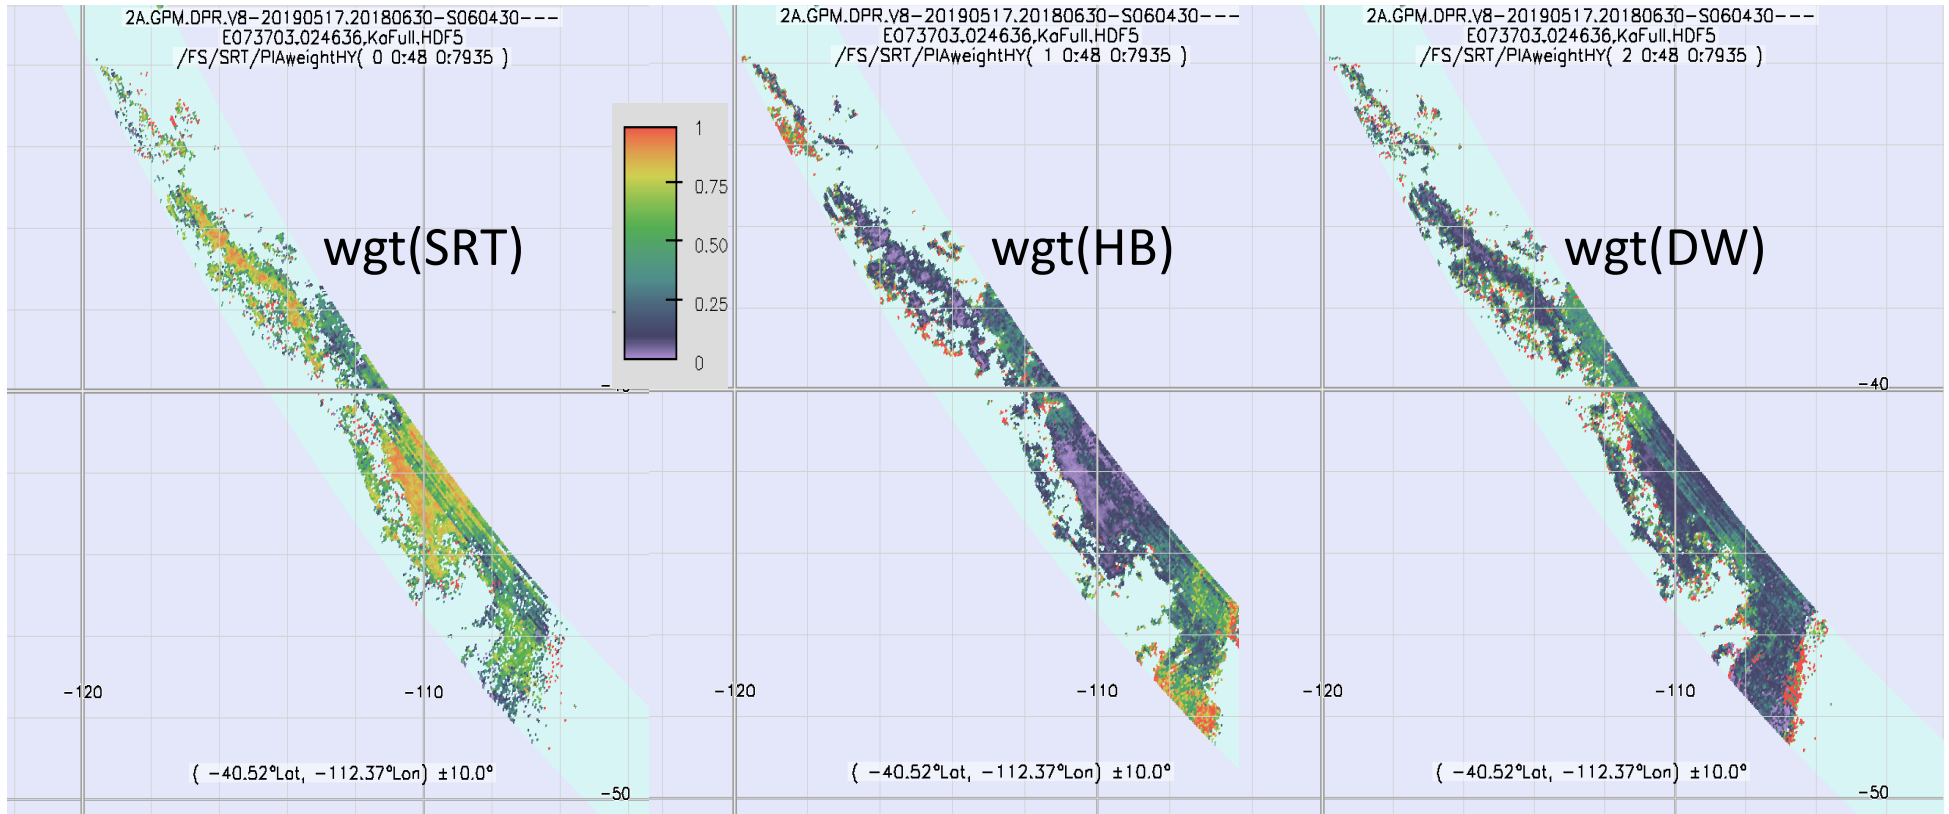 2A.GPM.DPR.V8-20190517.20180630-S060430---
E073703.024636.KaFull.HDF5
/FS/SRT/PIAweightHY( 0 0:48 0:7935 )
wgt(SRT)
1
0.75
0.50
0.25
0
-120
-110
-50
( -40.52°Lat, -112.37°Lon) ±10.0°
2A.GPM.DPR.V8-20190517.20180630-S060430---
E073703.024636.KaFull.HDF5
/FS/SRT/PIAweightHY( 1 0:48 0:7935 )
wgt(HB)
-120
-110
( -40.52°Lat, -112.37°Lon) ±10.0°
2A.GPM.DPR.V8-20190517.20180630-S060430---
E073703.024636.KaFull.HDF5
/FS/SRT/PIAweightHY( 2 0:48 0:7935 )
wgt(DW)
-40
-120
-110
-50
( -40.52°Lat, -112.37°Lon) ±10.0°